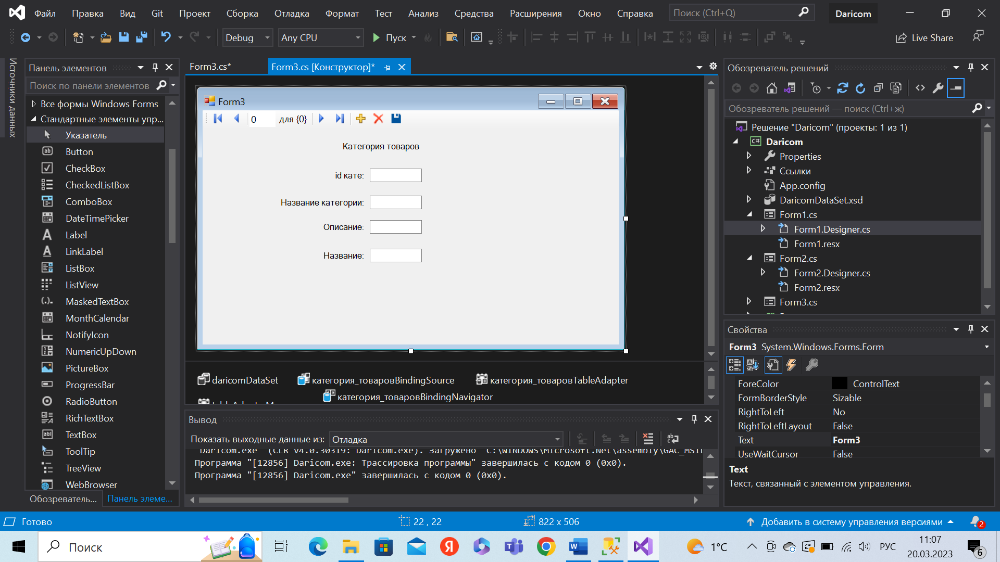 Файл Правка Вид Git Проект Сборка Отладка Формат Тест Анализ Средства Расширения Окно Справка Поиск (Ctrl+Q) Daricom
Debug Any CPU Пуск Live Share
Источники данных
Панель элементов
Поиск по панели элементов
Все формы Windows Forms
Стандартные элементы упр...
Указатель
Button
CheckBox
CheckedListBox
ComboBox
DateTimePicker
Label
LinkLabel
ListBox
ListView
MaskedTextBox
MonthCalendar
NotifyIcon
NumericUpDown
PictureBox
ProgressBar
RadioButton
RichTextBox
TextBox
ToolTip
TreeView
WebBrowser
Обозреватель... Панель элеме...
Form3.cs* Form3.cs [Конструктор]*
Form3
0 для {0}
Категория товаров
id кате:
Название категории:
Описание:
Название:
daricomDataSet категория_товаровBindingSource категория_товаровTableAdapter
категория_товаровBindingNavigator
Вывод
Показать выходные данные из: Отладка
"Daricom.exe" (CLR v4.0.30319: Daricom.exe). Загружено "C:\WINDOWS\Microsoft.Net\assembly\GAC_MSIL
Программа "[12856] Daricom.exe: Трассировка программы" завершилась с кодом 0 (0x0).
Программа "[12856] Daricom.exe" завершилась с кодом 0 (0x0).
Обозреватель решений
Обозреватель решений — поиск (Ctrl+ж)
Решение "Daricom" (проекты: 1 из 1)
C# Daricom
Properties
Ссылки
App.config
DaricomDataSet.xsd
Form1.cs
Form1.Designer.cs
Form1.resx
Form2.cs
Form2.Designer.cs
Form2.resx
Form3.cs
Свойства
Form3 System.Windows.Forms.Form
ForeColor ControlText
FormBorderStyle Sizable
RightToLeft No
RightToLeftLayout False
Text Form3
UseWaitCursor False
Text
Текст, связанный с элементом управления.
Готово 22 , 22 822 x 506 Добавить в систему управления версиями 2
Поиск 1°C РУС 11:07
20.03.2023 6